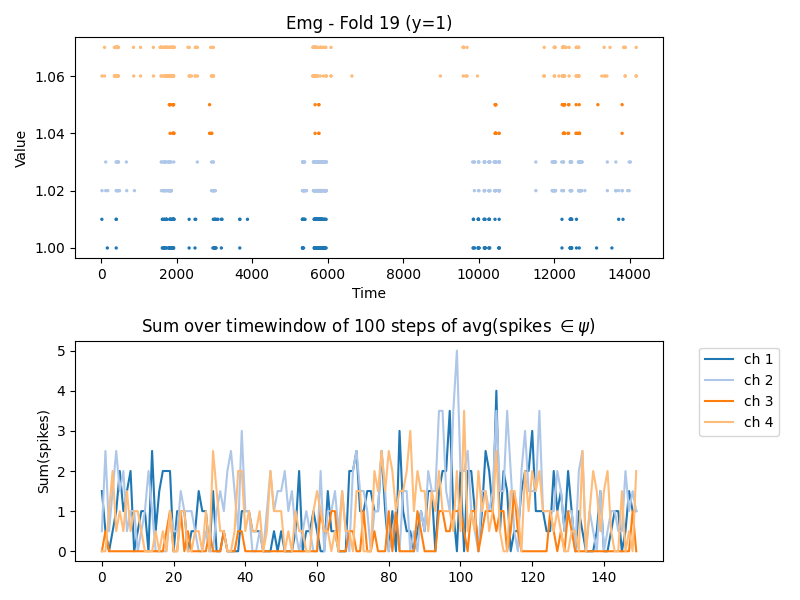 Emg - Fold 19 (y=1)
1.06
1.04
1.02
1.00
Value
0 2000 4000 6000 8000 10000 12000 14000
Time
Sum over timewindow of 100 steps of avg(spikes ∈ψ)
5
4
3
2
1
0
Sum(spikes)
0 20 40 60 80 100 120 140
ch 1
ch 2
ch 3
ch 4